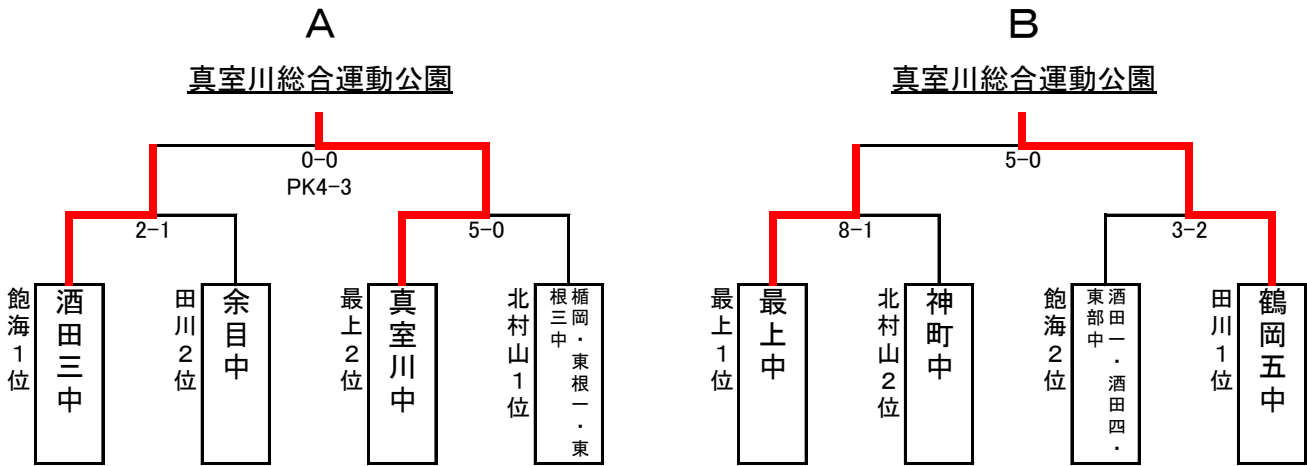 A
真室川総合運動公園
0-0
PK4-3
2-1
5-0
飽海1位
酒田三中
田川2位
余目中
最上2位
真室川中
北村山1位
楯岡・東根一・東
根三中
B
真室川総合運動公園
5-0
8-1
3-2
最上1位
最上中
北村山2位
神町中
飽海2位
酒田一・酒田四・
東部中
田川1位
鶴岡五中